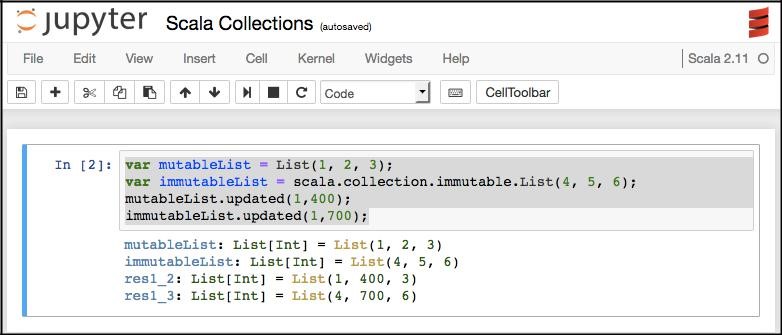 jupyter Scala Collections (autosaved)
File Edit View Insert Cell Kernel Widgets Help Scala 2.11
Code CellToolbar
In [2]: var mutableList = List(1, 2, 3);
var immutableList = scala.collection.immutable.List(4, 5, 6);
mutableList.updated(1,400);
immutableList.updated(1,700);
mutableList: List[Int] = List(1, 2, 3)
immutableList: List[Int] = List(4, 5, 6)
res1_2: List[Int] = List(1, 400, 3)
res1_3: List[Int] = List(4, 700, 6)